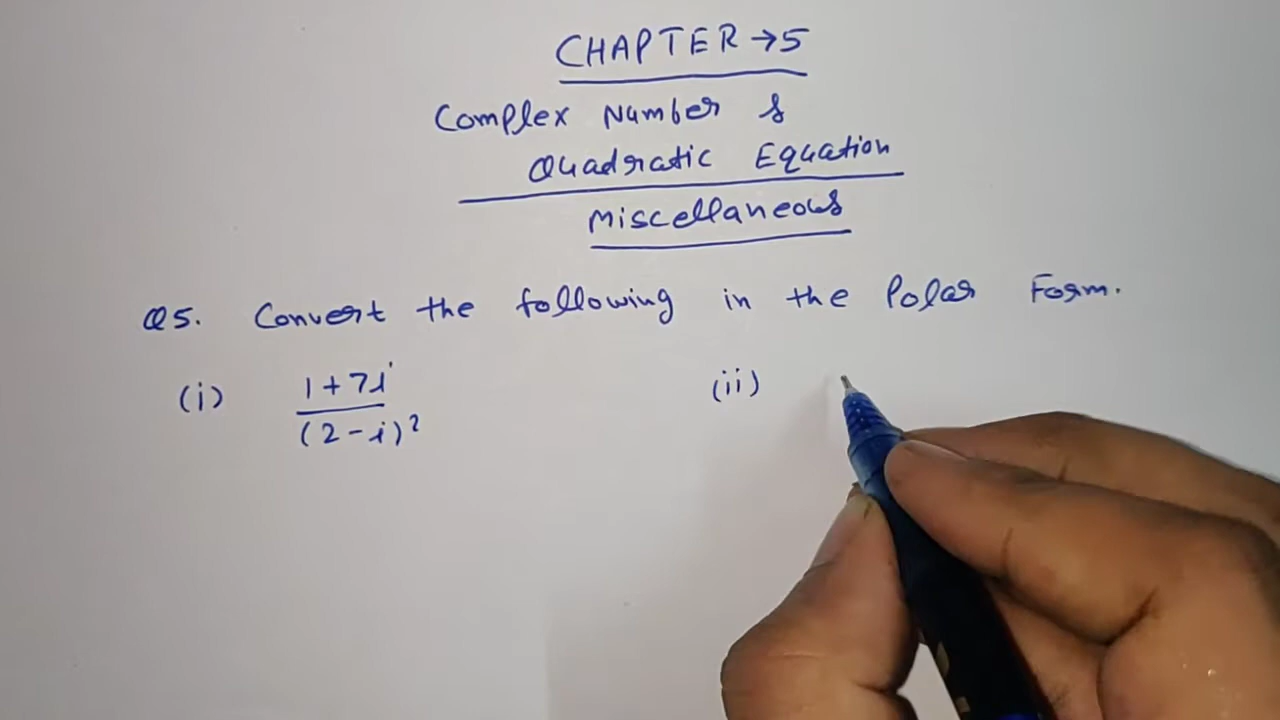 CHAPTER → 5
Complex Number &
Quadratic Equation
Miscellaneous
Q5. Convert the following in the Polar Form.
(i) 1+7i / (2-i)² (ii)